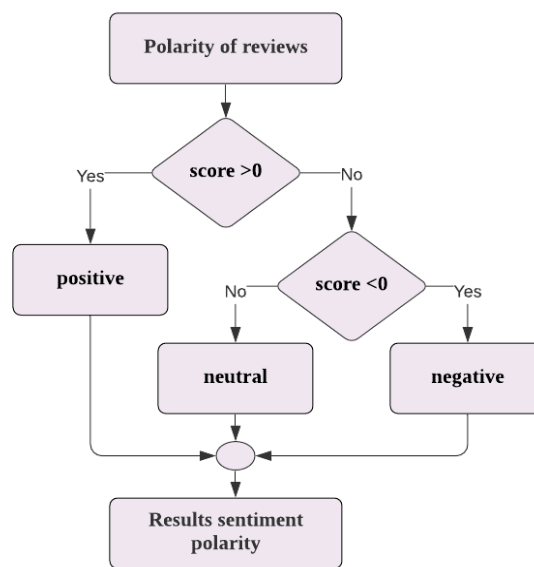 Polarity of reviews
score >0
Yes
No
positive
score <0
No
Yes
neutral
negative
Results sentiment
polarity